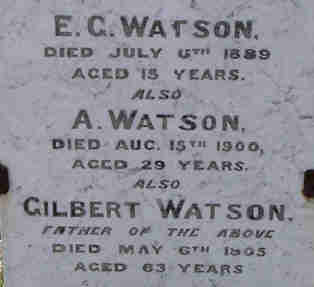 E. G. WATSON,
DIED JULY 6TH 1889
AGED 15 YEARS.
ALSO
A. WATSON,
DIED AUG. 15TH 1900,
AGED 29 YEARS.
ALSO
GILBERT WATSON,
FATHER OF THE ABOVE
DIED MAY 6TH 1905
AGED 63 YEARS